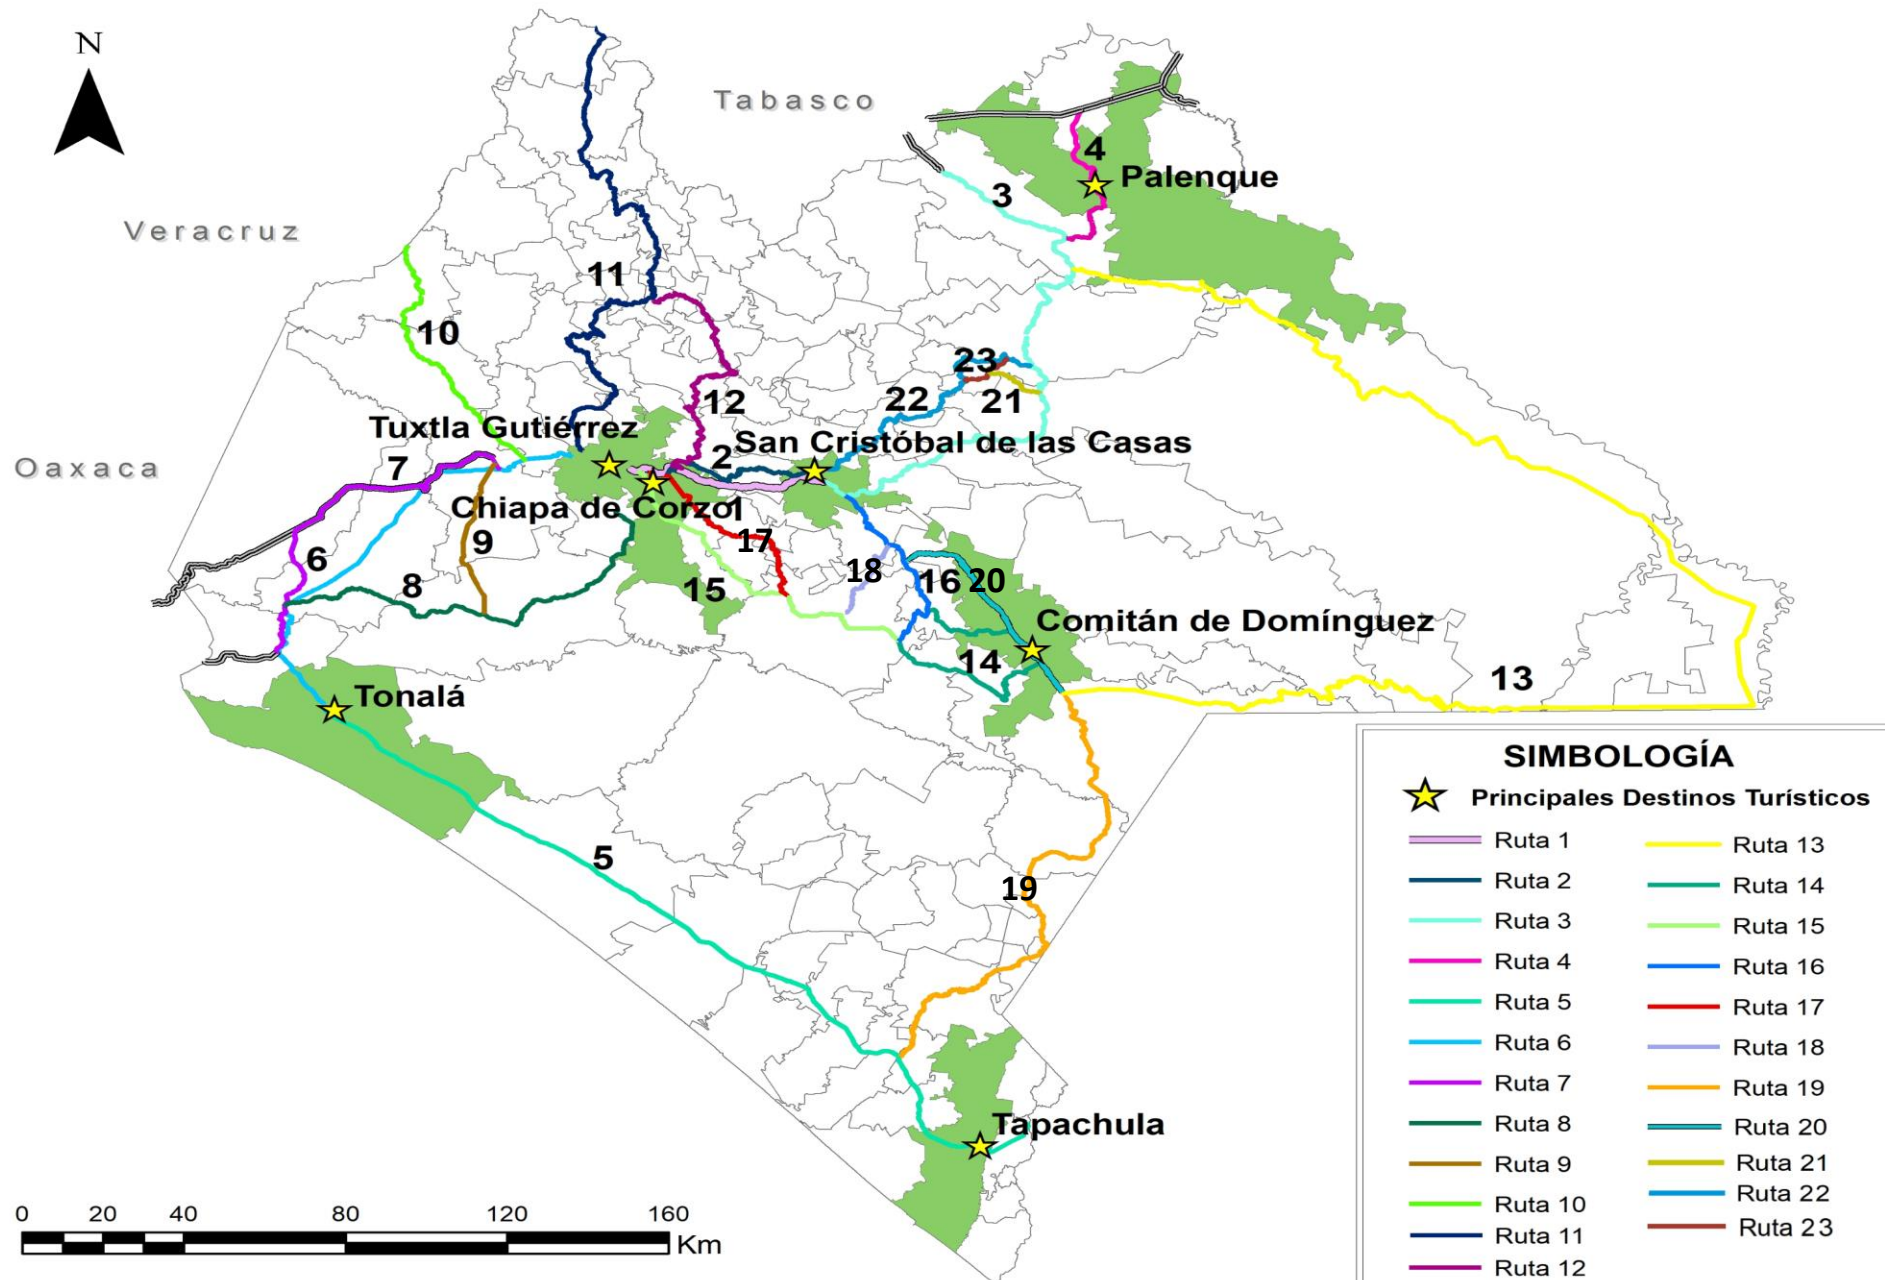 N
Tabasco
4
Palenque
3
Veracruz
11
10
23
22
21
12
Tuxtla Gutiérrez
San Cristóbal de las Casas
2
7
Oaxaca
Chiapa de Corzo
1
17
9
6
18
8
15
16
20
Comitán de Domínguez
14
13
Tonalá
5
19
Tapachula
0 20 40 80 120 160
Km
SIMBOLOGÍA
Principales Destinos Turísticos
Ruta 1
Ruta 2
Ruta 3
Ruta 4
Ruta 5
Ruta 6
Ruta 7
Ruta 8
Ruta 9
Ruta 10
Ruta 11
Ruta 12
Ruta 13
Ruta 14
Ruta 15
Ruta 16
Ruta 17
Ruta 18
Ruta 19
Ruta 20
Ruta 21
Ruta 22
Ruta 23